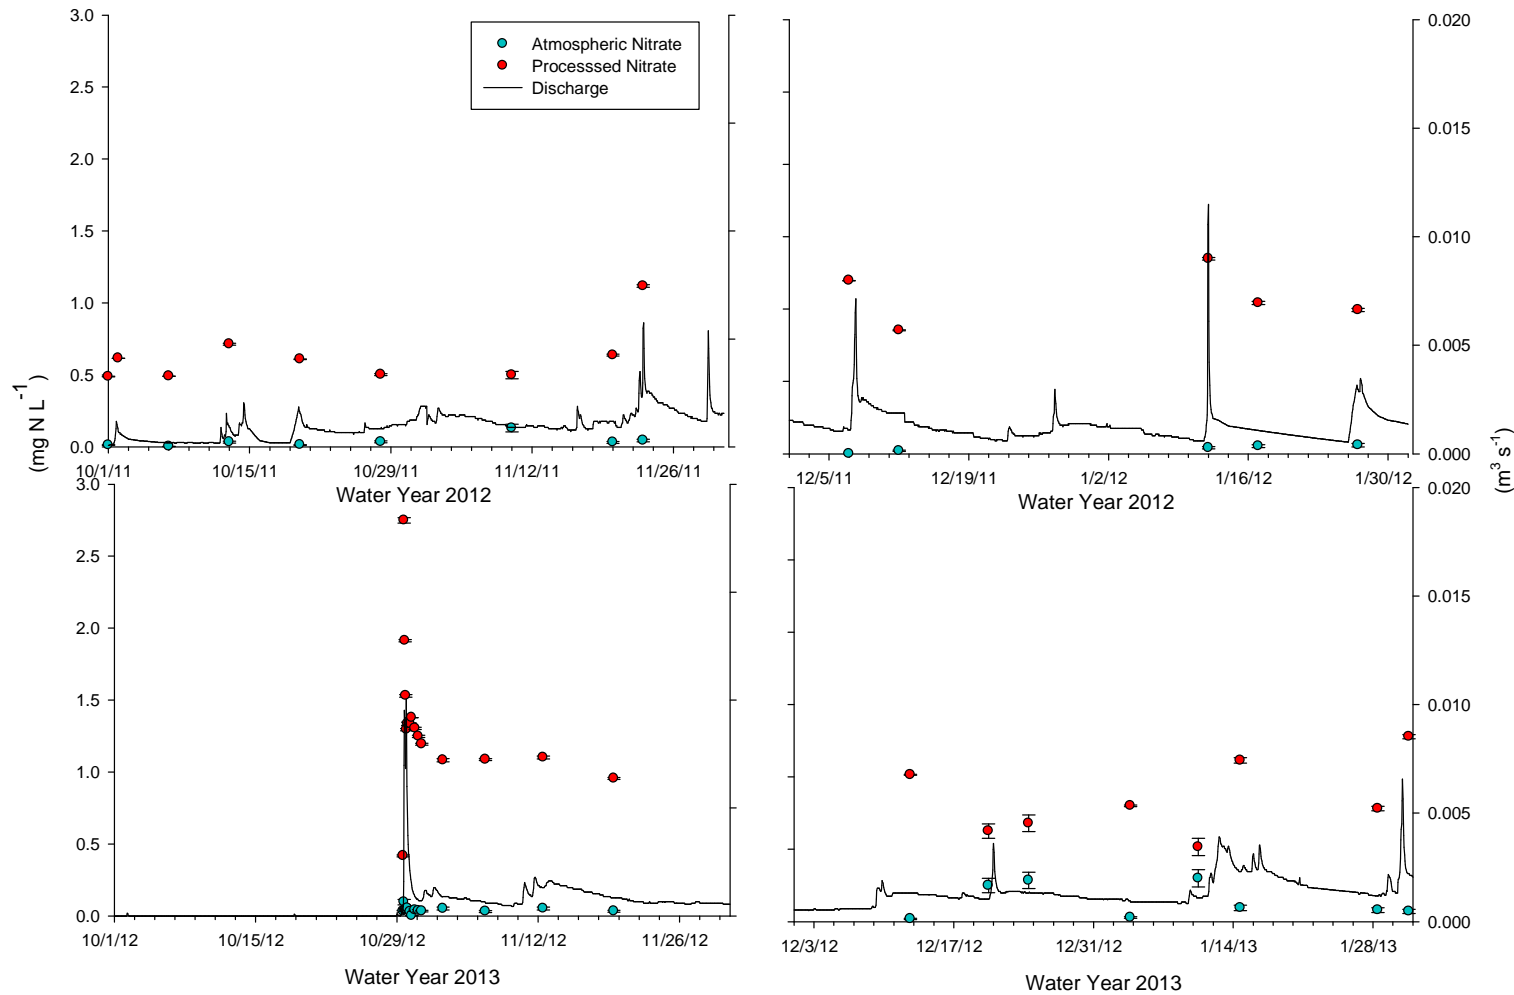 3.0
2.5
2.0
1.5
1.0
0.5
0.0
Atmospheric Nitrate
Processsed Nitrate
Discharge
10/1/11 10/15/11 10/29/11 11/12/11 11/26/11
Water Year 2012
0.020
0.015
0.010
0.005
0.000
12/5/11 12/19/11 1/2/12 1/16/12 1/30/12
Water Year 2012
(mg N L-1)
(m3 s-1)
3.0
2.5
2.0
1.5
1.0
0.5
0.0
10/1/12 10/15/12 10/29/12 11/12/12 11/26/12
Water Year 2013
0.020
0.015
0.010
0.005
0.000
12/3/12 12/17/12 12/31/12 1/14/13 1/28/13
Water Year 2013